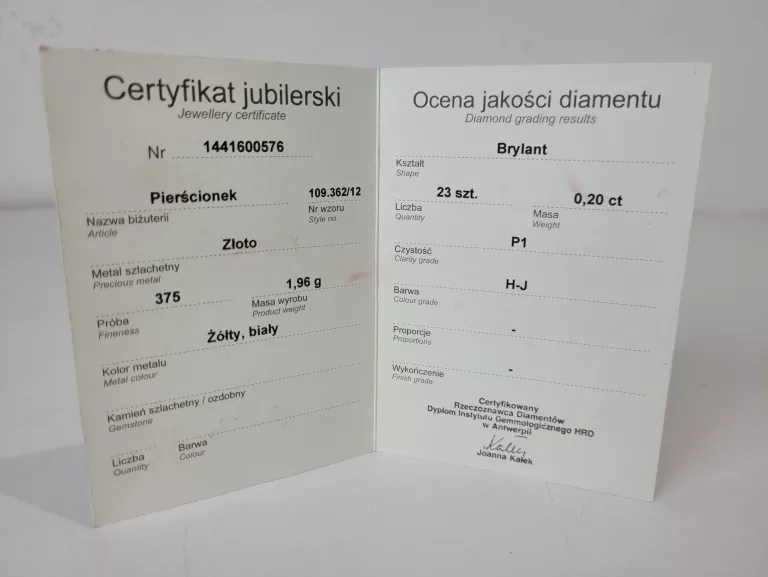 Certyfikat jubilerski
Jewellery certificate
Nr 1441600576
Pierścionek 109.362/12
Nazwa biżuterii Nr wzoru
Article Style no.
Złoto
Metal szlachetny
Precious metal
375 1,96 g
Próba Masa wyrobu
Fineness Product weight
Żółty, biały
Kolor metalu
Metal colour
Kamień szlachetny / ozdobny
Gemstone
Liczba Barwa
Quantity Colour
Ocena jakości diamentu
Diamond grading results
Brylant
Kształt
Shape
23 szt. 0,20 ct
Liczba Masa
Quantity Weight
P1
Czystość
Clarity grade
H-J
Barwa
Colour grade
-
Proporcje
Proportions
-
Wykończenie
Finish grade
Certyfikowany
Rzeczoznawca Diamentów
Dyplom Instytutu Gemmologicznego HRD
w Antwerpii
Joanna Kalek